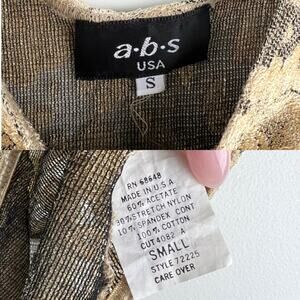 a·b·s
USA
S
RN 68648
MADE IN U.S.A
60% ACETATE
30% STRETCH NYLON
10% SPANDEX CONT
100% COTTON
CUT 4082 A
SMALL
STYLE 72225
CARE OVER